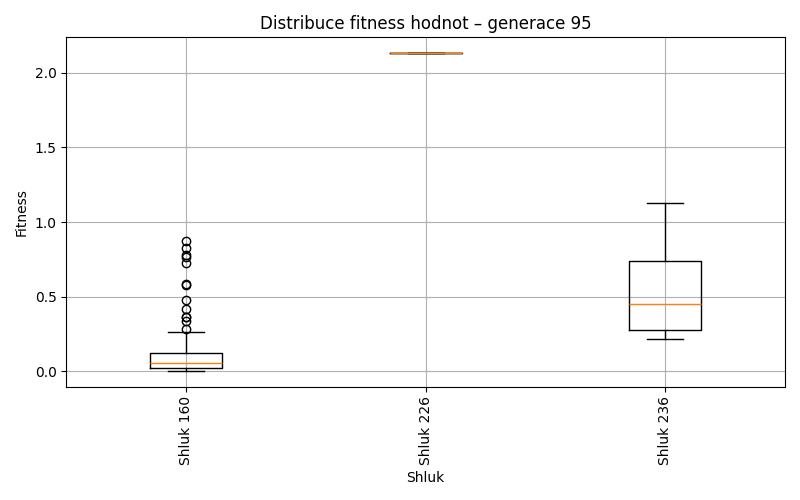 Distribuce fitness hodnot – generace 95
Fitness
2.0
1.5
1.0
0.5
0.0
Shluk 160
Shluk 226
Shluk 236
Shluk